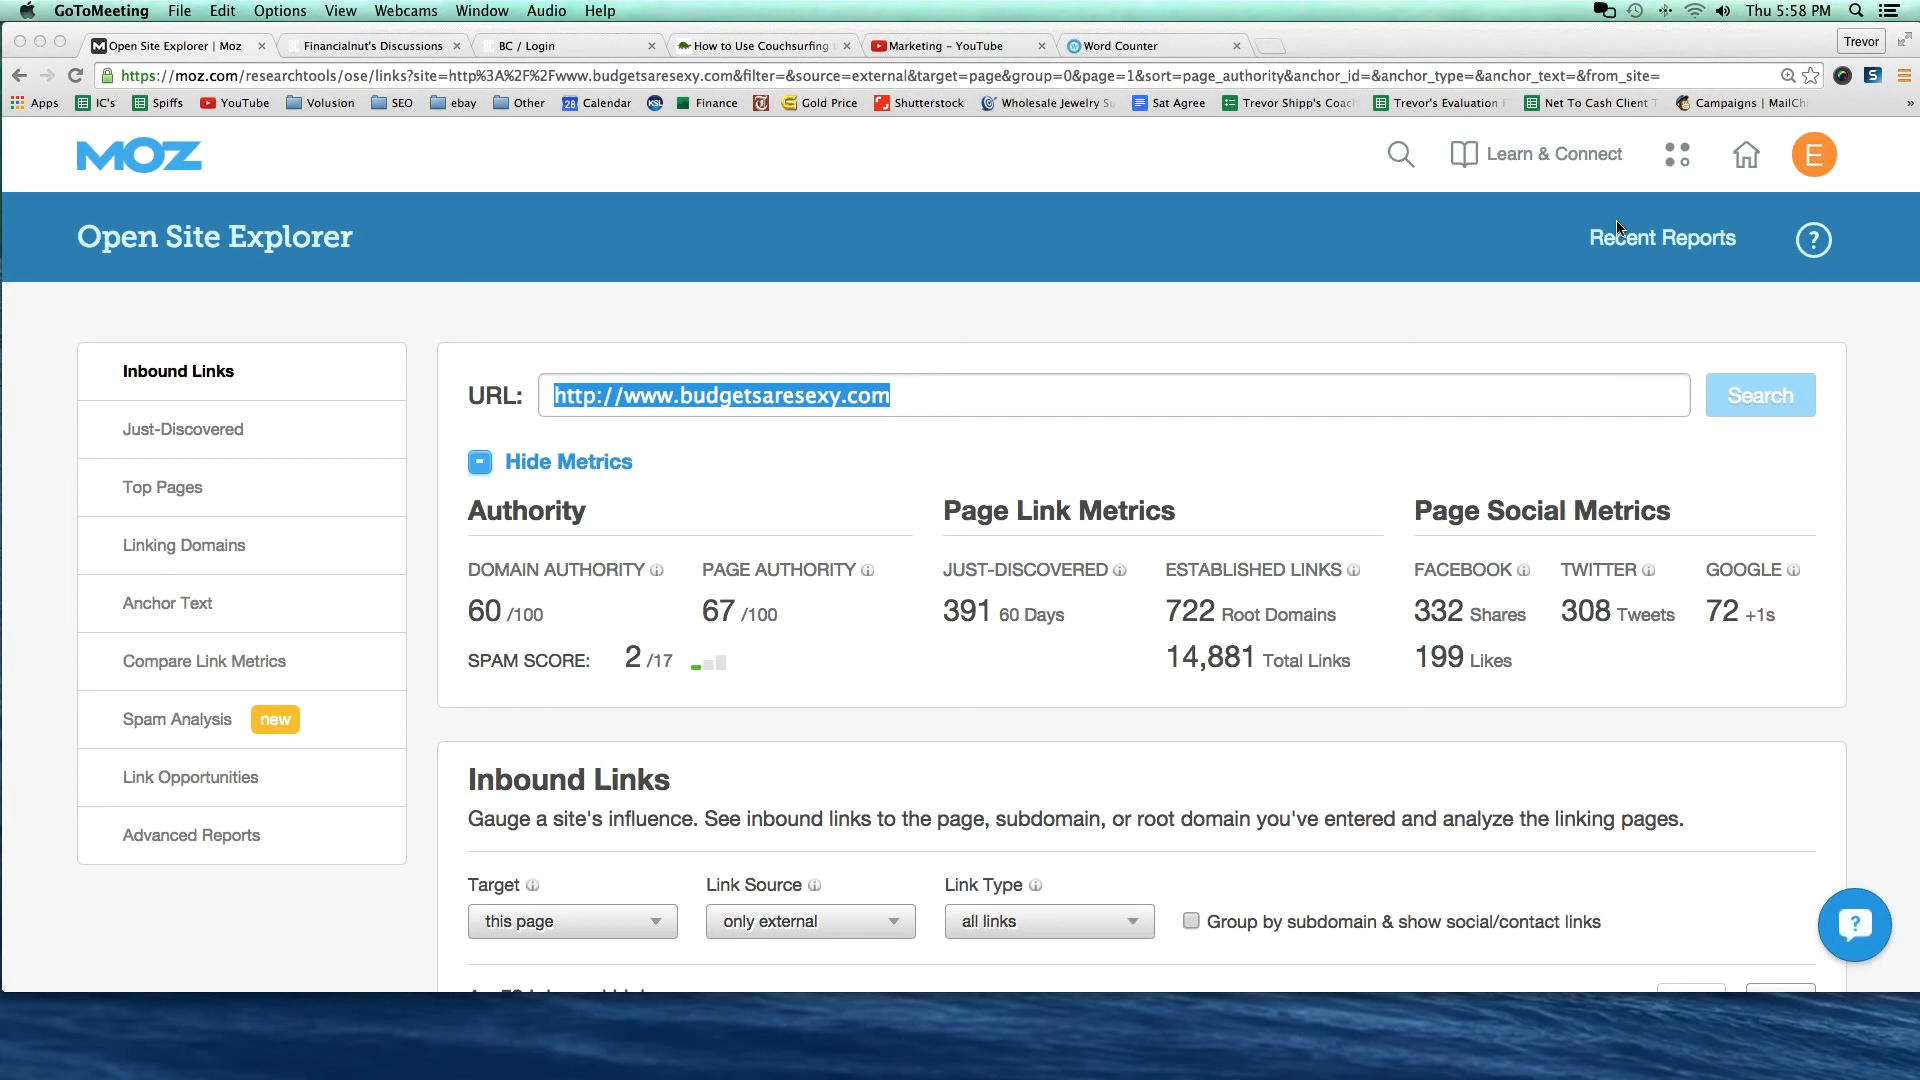 GoToMeeting File Edit Options View Webcams Window Audio Help Thu 5:58 PM
Open Site Explorer | Moz Financialnut's Discussions BC / Login How to Use Couchsurfing Marketing - YouTube Word Counter Trevor
https://moz.com/researchtools/ose/links?site=http%3A%2F%2Fwww.budgetsaresexy.com&filter=&source=external&target=page&group=0&page=1&sort=page_authority&anchor_id=&anchor_type=&anchor_text=&from_site=
Apps IC's Spiffs YouTube Volusion SEO ebay Other 28 Calendar KSL Finance Gold Price Shutterstock Wholesale Jewelry Su Sat Agree Trevor Shipp's Coac Trevor's Evaluation Net To Cash Client Campaigns | MailCh »
MOZ Learn & Connect E
Open Site Explorer Recent Reports ?
Inbound Links
Just-Discovered
Top Pages
Linking Domains
Anchor Text
Compare Link Metrics
Spam Analysis new
Link Opportunities
Advanced Reports
URL: http://www.budgetsaresexy.com Search
Hide Metrics
Authority Page Link Metrics Page Social Metrics
DOMAIN AUTHORITY PAGE AUTHORITY JUST-DISCOVERED ESTABLISHED LINKS FACEBOOK TWITTER GOOGLE
60 /100 67 /100 391 60 Days 722 Root Domains 332 Shares 308 Tweets 72 +1s
SPAM SCORE: 2 /17 14,881 Total Links 199 Likes
Inbound Links
Gauge a site's influence. See inbound links to the page, subdomain, or root domain you've entered and analyze the linking pages.
Target Link Source Link Type
this page only external all links Group by subdomain & show social/contact links